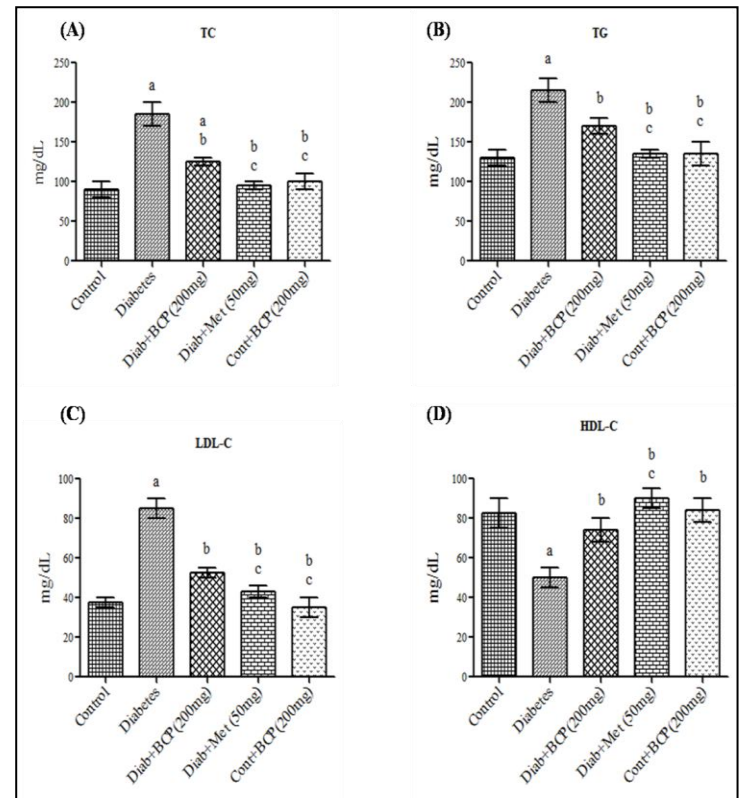 (A)
TC
a
a
b
b
c
b
c
mg/dL
250
200
150
100
50
0
Control
Diabetes
Diab+BCP(200mg)
Diab+Met (50mg)
Cont+BCP(200mg)
(B)
TG
a
b
b
c
b
c
mg/dL
250
200
150
100
50
0
Control
Diabetes
Diab+BCP(200mg)
Diab+Met (50mg)
Cont+BCP(200mg)
(C)
LDL-C
a
b
b
c
b
c
mg/dL
100
80
60
40
20
0
Control
Diabetes
Diab+BCP(200mg)
Diab+Met (50mg)
Cont+BCP(200mg)
(D)
HDL-C
a
b
b
c
b
mg/dL
100
80
60
40
20
0
Control
Diabetes
Diab+BCP(200mg)
Diab+Met (50mg)
Cont+BCP(200mg)